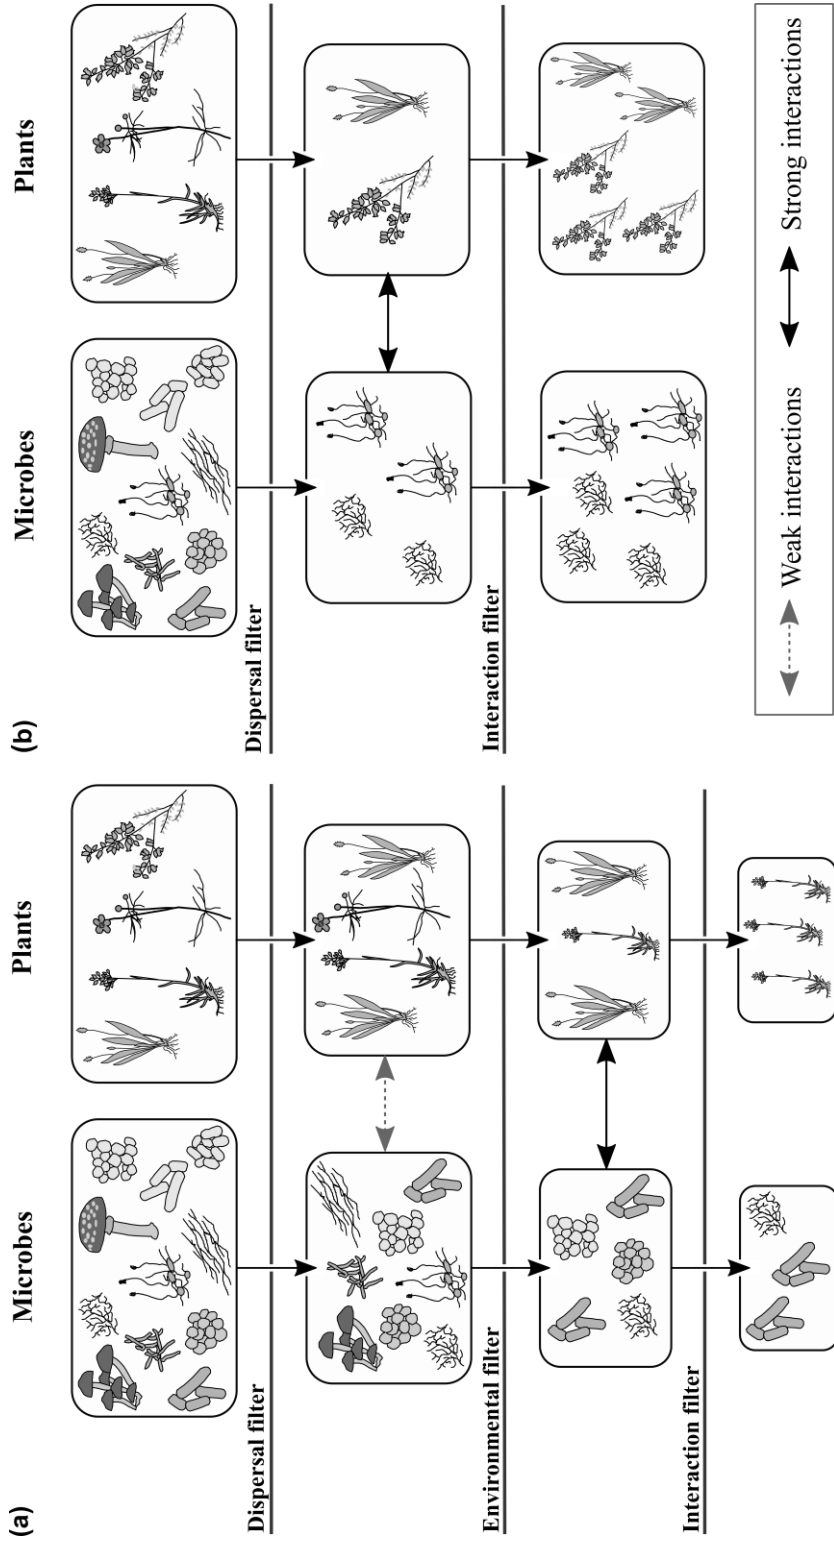 (a)
Microbes
Plants
Dispersal filter
Environmental filter
Interaction filter
(b)
Microbes
Plants
Dispersal filter
Interaction filter
Weak interactions
Strong interactions